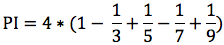 PI = 4 * (1 − 1/3 + 1/5 − 1/7 + 1/9)